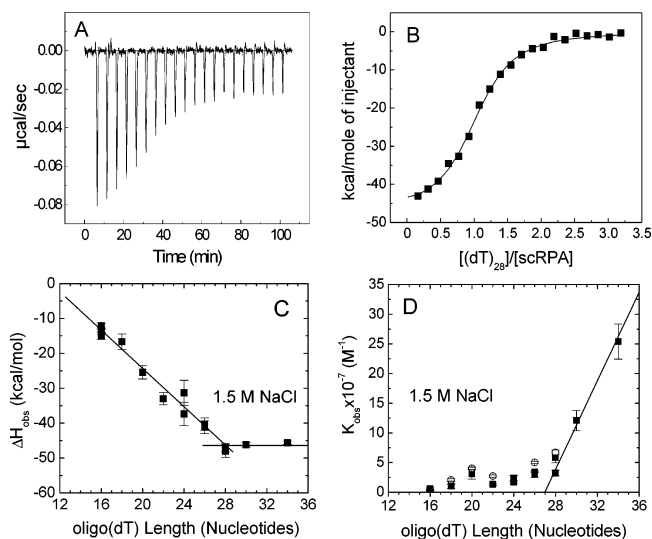 A
0.00
-0.02
-0.04
-0.06
-0.08
μcal/sec
0 20 40 60 80 100
Time (min)
B
0
-10
-20
-30
-40
-50
kcal/mole of injectant
0.0 0.5 1.0 1.5 2.0 2.5 3.0 3.5
[(dT)28]/[scRPA]
C
0
-10
-20
-30
-40
-50
-60
ΔHobs (kcal/mol)
1.5 M NaCl
12 16 20 24 28 32 36
oligo(dT) Length (Nucleotides)
D
35
30
25
20
15
10
5
0
Kobs x10-7 (M-1)
1.5 M NaCl
12 16 20 24 28 32 36
oligo(dT) Length (Nucleotides)